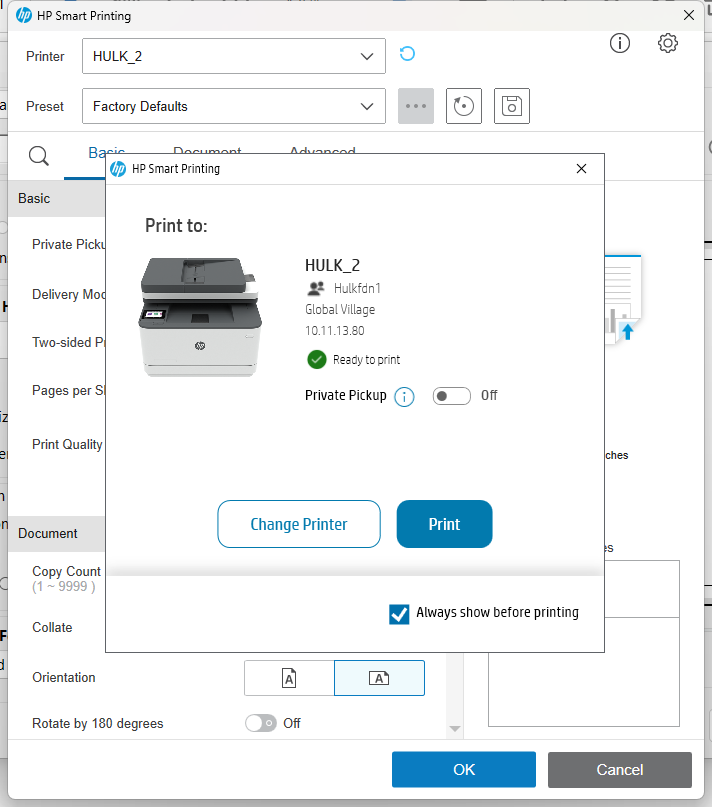 HP Smart Printing
Printer
HULK_2
Preset
Factory Defaults
Basic Document Advanced
HP Smart Printing
Basic
Print to:
Private Picku
HULK_2
Hulkfdn1
Delivery Mod
Global Village
10.11.13.80
Two-sided Pr
Ready to print
Pages per S
Private Pickup Off
Print Quality
ches
Change Printer Print
Document
es
Copy Count
(1 ~ 9999 )
Always show before printing
Collate
Orientation
A A
Rotate by 180 degrees Off
OK Cancel